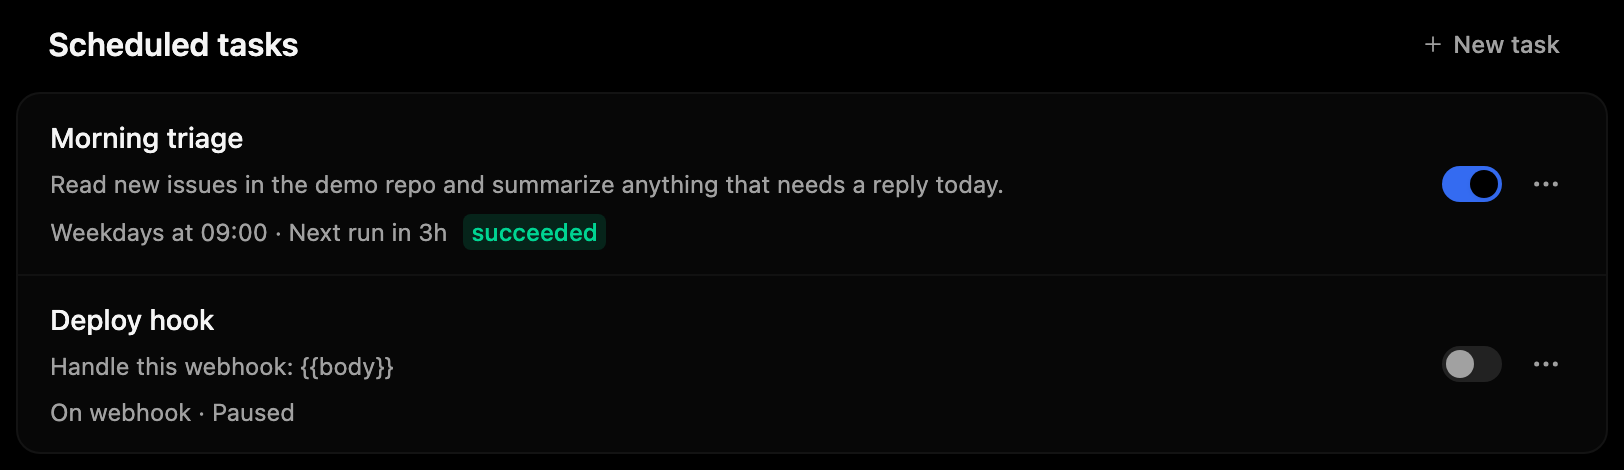 Scheduled tasks
+ New task
Morning triage
Read new issues in the demo repo and summarize anything that needs a reply today.
Weekdays at 09:00 · Next run in 3h succeeded
Deploy hook
Handle this webhook: {{body}}
On webhook · Paused